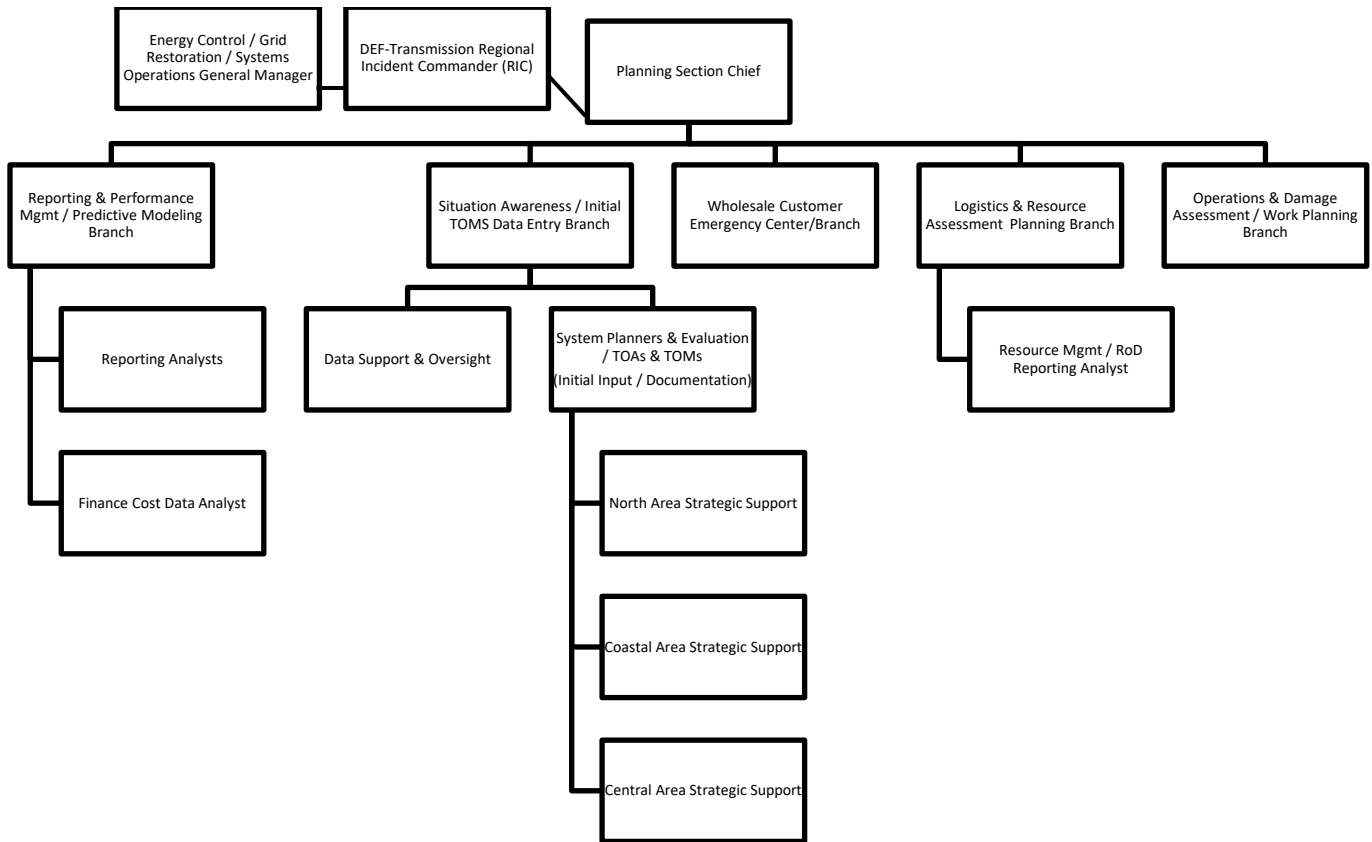 Energy Control / Grid
Restoration / Systems
Operations General Manager
DEF-Transmission Regional
Incident Commander (RIC)
Planning Section Chief
Reporting & Performance
Mgmt / Predictive Modeling
Branch
Situation Awareness / Initial
TOMS Data Entry Branch
Wholesale Customer
Emergency Center/Branch
Logistics & Resource
Assessment Planning Branch
Operations & Damage
Assessment / Work Planning
Branch
Reporting Analysts
Data Support & Oversight
System Planners & Evaluation
/ TOAs & TOMs
(Initial Input / Documentation)
Resource Mgmt / RoD
Reporting Analyst
Finance Cost Data Analyst
North Area Strategic Support
Coastal Area Strategic Support
Central Area Strategic Support